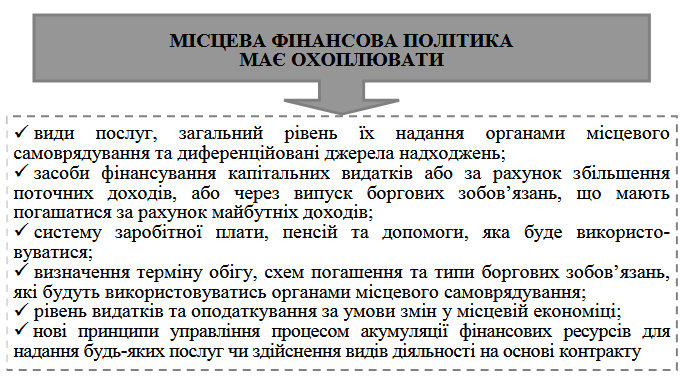 МІСЦЕВА ФІНАНСОВА ПОЛІТИКА
МАЄ ОХОПЛЮВАТИ
✓ види послуг, загальний рівень їх надання органами місцевого
самоврядування та диференційовані джерела надходжень;
✓ засоби фінансування капітальних видатків або за рахунок збільшення
поточних доходів, або через випуск боргових зобов’язань, що мають
погашатися за рахунок майбутніх доходів;
✓ систему заробітної плати, пенсій та допомоги, яка буде використо-
вуватися;
✓ визначення терміну обігу, схем погашення та типи боргових зобов’язань,
які будуть використовуватись органами місцевого самоврядування;
✓ рівень видатків та оподаткування за умови змін у місцевій економіці;
✓ нові принципи управління процесом акумуляції фінансових ресурсів для
надання будь-яких послуг чи здійснення видів діяльності на основі контракту